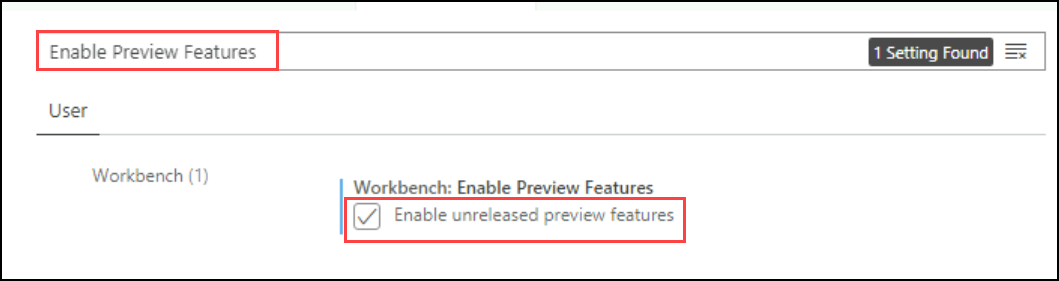 Enable Preview Features
1 Setting Found
User
Workbench (1)
Workbench: Enable Preview Features
Enable unreleased preview features